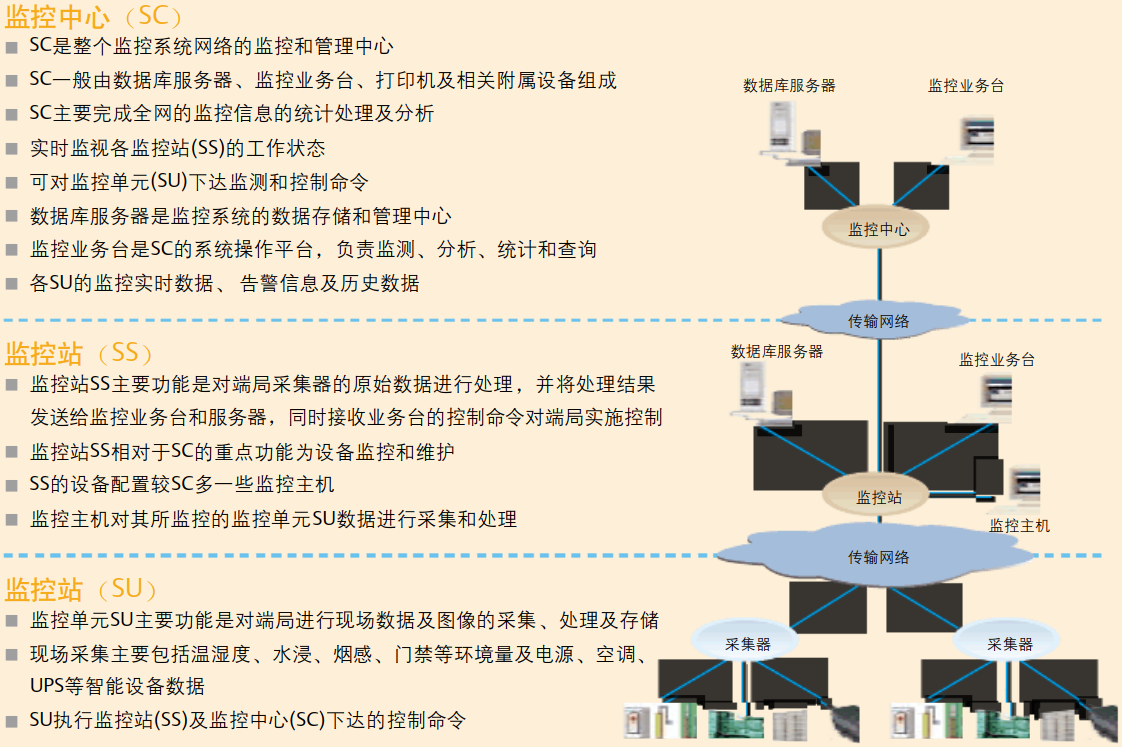 监控中心（SC）
SC是整个监控系统网络的监控和管理中心
SC一般由数据库服务器、监控业务台、打印机及相关附属设备组成
SC主要完成全网的监控信息的统计处理及分析
实时监视各监控站(SS)的工作状态
可对监控单元(SU)下达监测和控制命令
数据库服务器是监控系统的数据存储和管理中心
监控业务台是SC的系统操作平台，负责监测、分析、统计和查询
各SU的监控实时数据、告警信息及历史数据
数据库服务器
监控业务台
监控中心
传输网络
监控站（SS）
监控站SS主要功能是对端局采集器的原始数据进行处理，并将处理结果
发送给监控业务台和服务器，同时接收业务台的控制命令对端局实施控制
监控站SS相对于SC的重点功能为设备监控和维护
SS的设备配置较SC多一些监控主机
监控主机对其所监控的监控单元SU数据进行采集和处理
数据库服务器
监控业务台
监控站
监控主机
传输网络
监控站（SU）
监控单元SU主要功能是对端局进行现场数据及图像的采集、处理及存储
现场采集主要包括温湿度、水浸、烟感、门禁等环境量及电源、空调、
UPS等智能设备数据
SU执行监控站(SS)及监控中心(SC)下达的控制命令
采集器
采集器